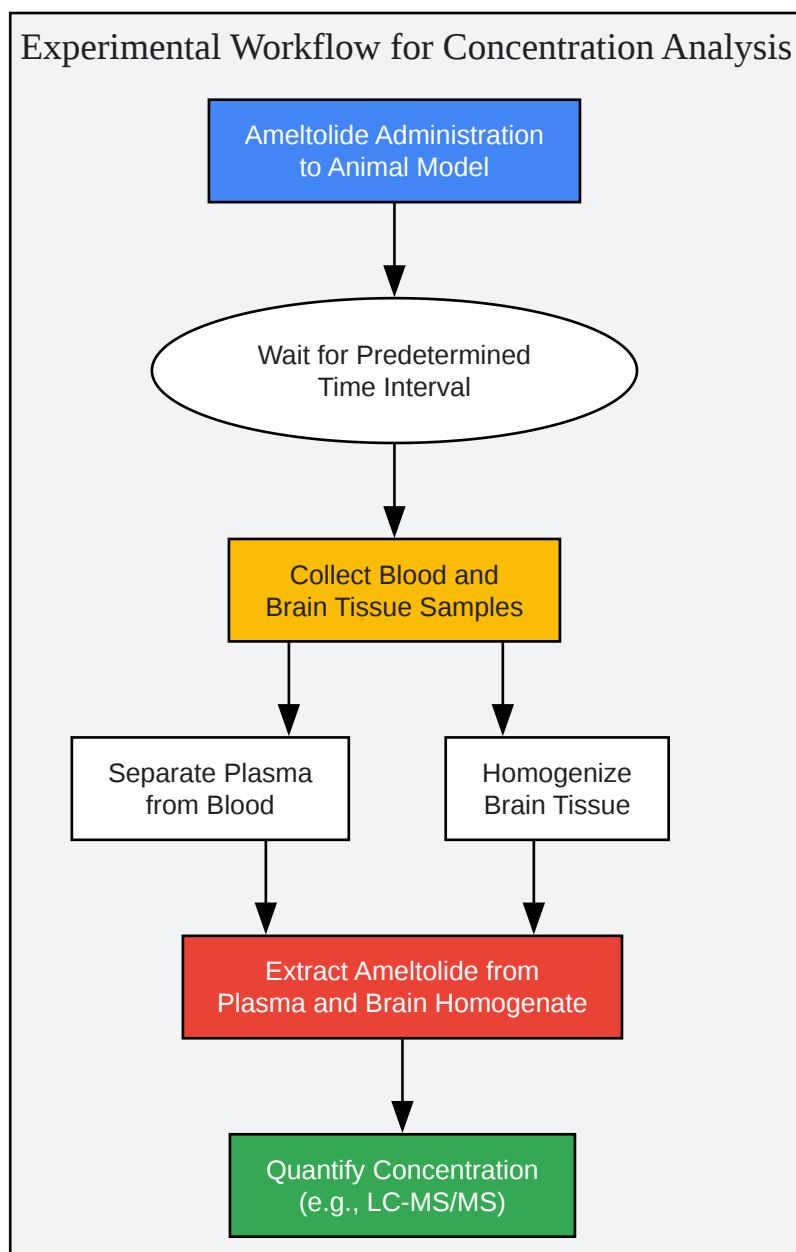 Experimental Workflow for Concentration Analysis
Ameltolide Administration
to Animal Model
Wait for Predetermined
Time Interval
Collect Blood and
Brain Tissue Samples
Separate Plasma
from Blood
Homogenize
Brain Tissue
Extract Ameltolide from
Plasma and Brain Homogenate
Quantify Concentration
(e.g., LC-MS/MS)